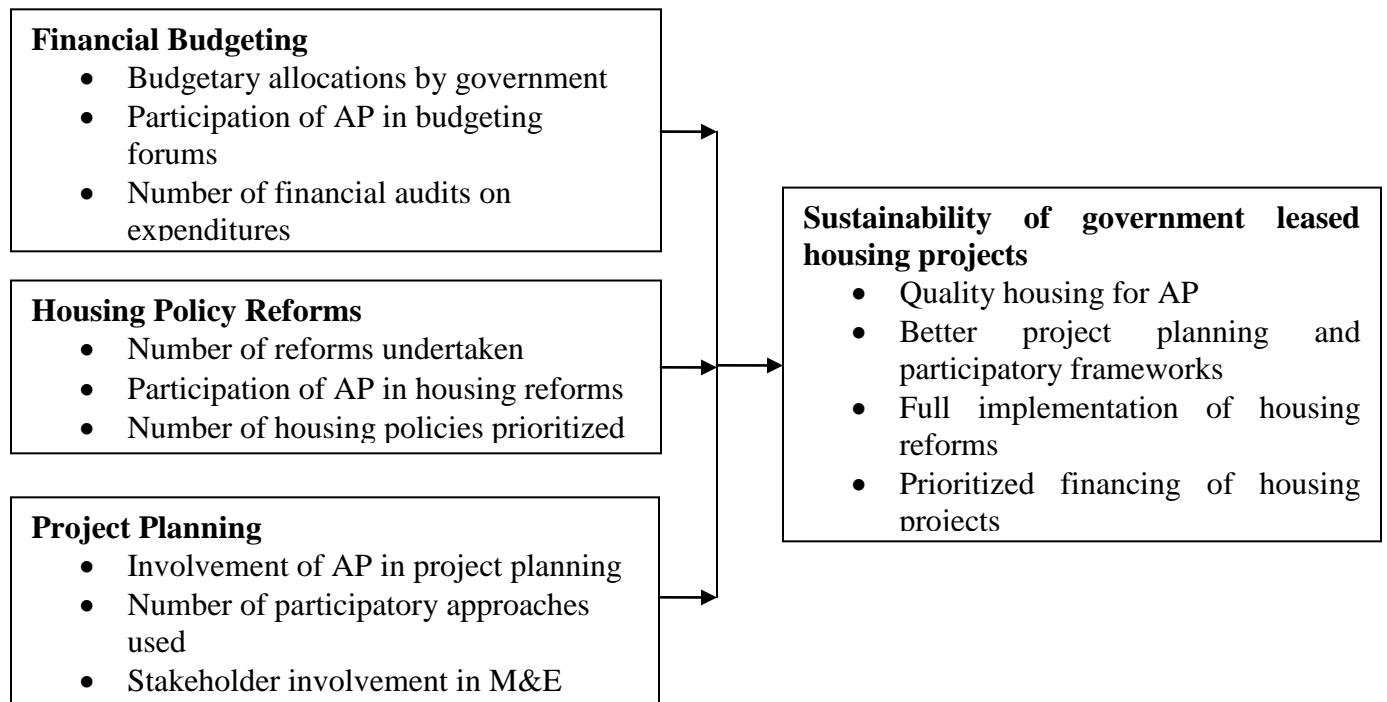 Financial Budgeting
• Budgetary allocations by government
• Participation of AP in budgeting
forums
• Number of financial audits on
expenditures
Housing Policy Reforms
• Number of reforms undertaken
• Participation of AP in housing reforms
• Number of housing policies prioritized
Project Planning
• Involvement of AP in project planning
• Number of participatory approaches
used
• Stakeholder involvement in M&E
Sustainability of government leased
housing projects
• Quality housing for AP
• Better project planning and
participatory frameworks
• Full implementation of housing
reforms
• Prioritized financing of housing
projects